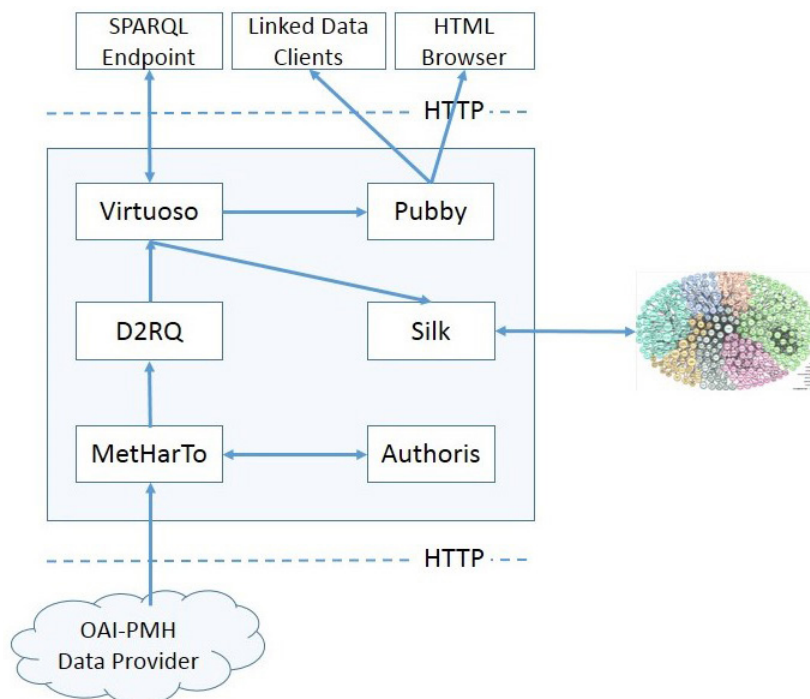 SPARQL
Endpoint
Linked Data
Clients
HTML
Browser
HTTP
Virtuoso
Pubby
D2RQ
Silk
MetHarTo
Authoris
HTTP
OAI-PMH
Data Provider